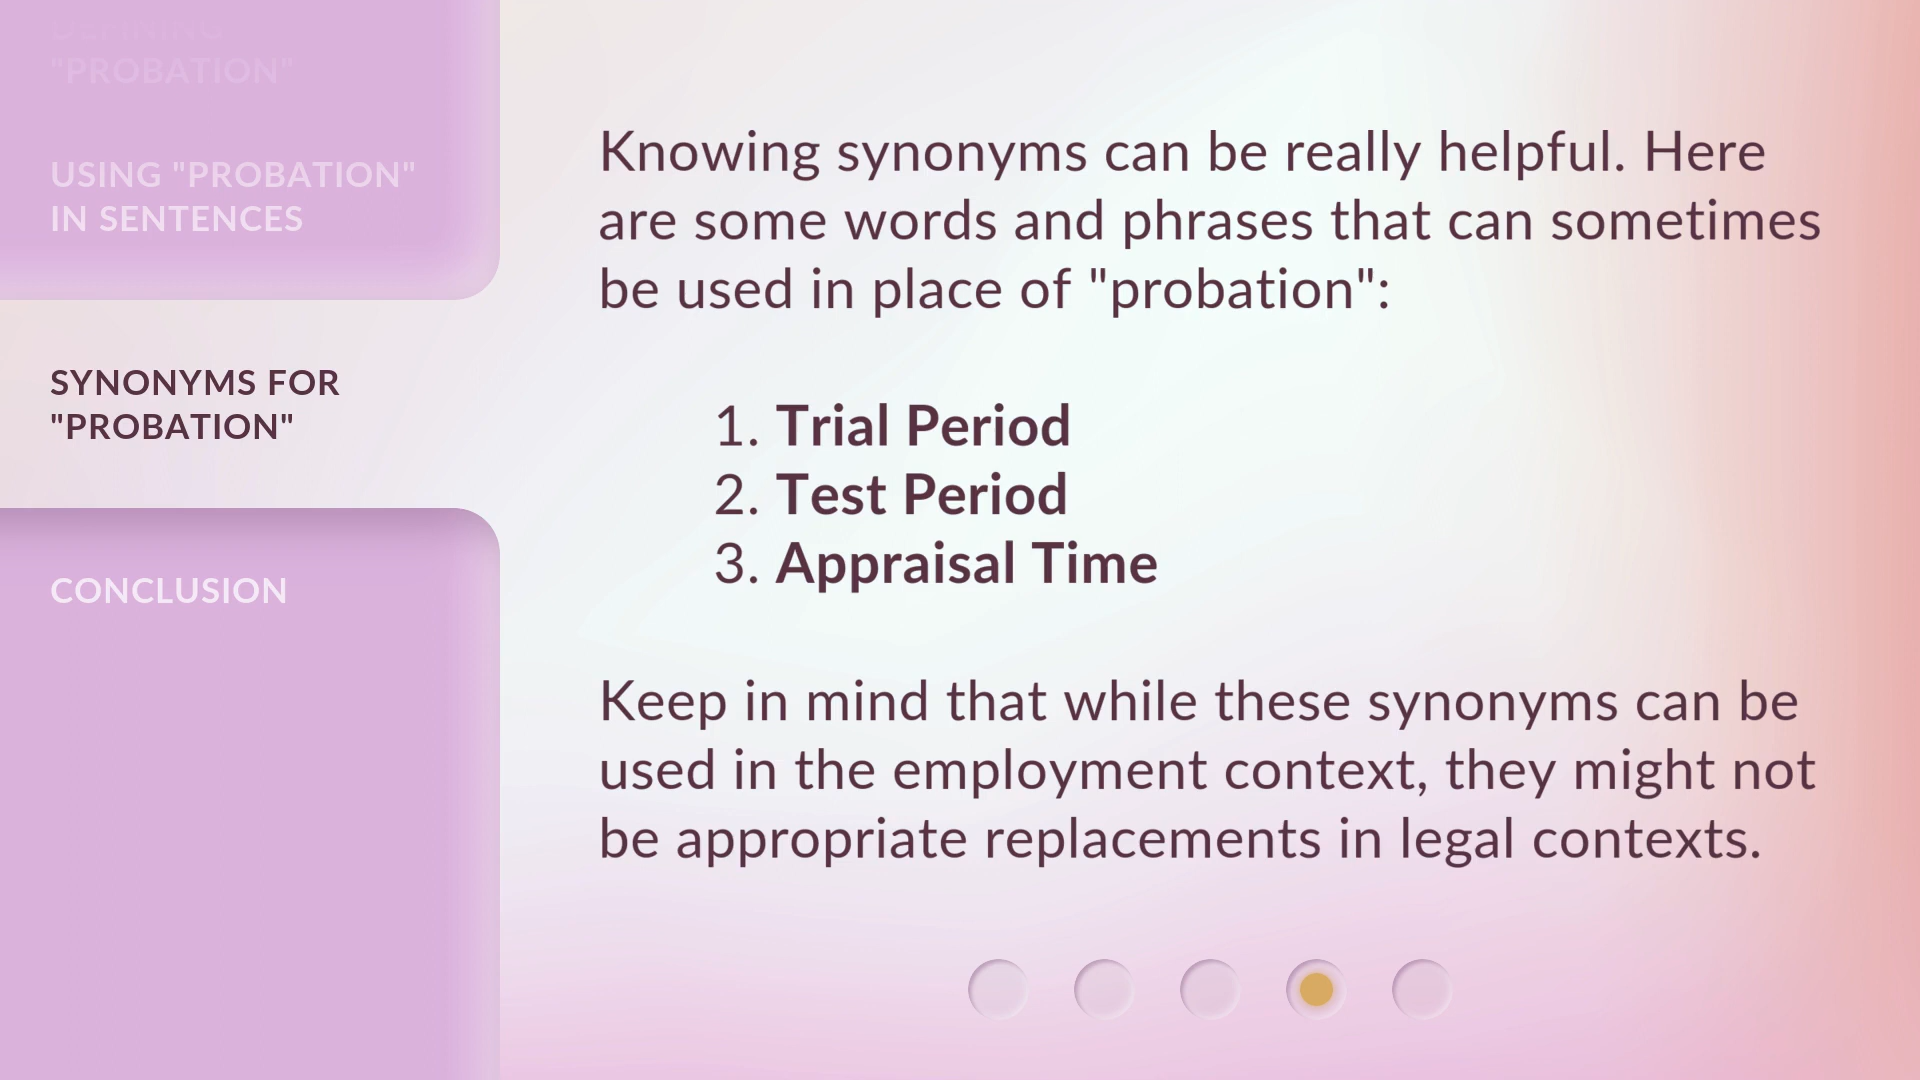 DEFINING
"PROBATION"
USING "PROBATION"
IN SENTENCES
SYNONYMS FOR
"PROBATION"
CONCLUSION
Knowing synonyms can be really helpful. Here
are some words and phrases that can sometimes
be used in place of "probation":
1. Trial Period
2. Test Period
3. Appraisal Time
Keep in mind that while these synonyms can be
used in the employment context, they might not
be appropriate replacements in legal contexts.